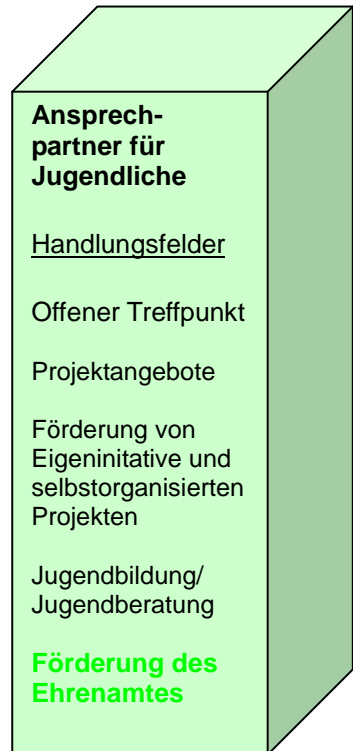 Ansprech-
partner für
Jugendliche
Handlungsfelder
Offener Treffpunkt
Projektangebote
Förderung von
Eigeninitative und
selbstorganisierten
Projekten
Jugendbildung/
Jugendberatung
Förderung des
Ehrenamtes